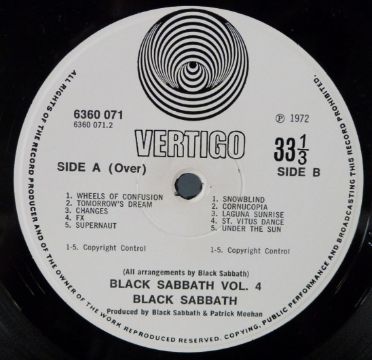 ALL RIGHTS OF THE RECORD PRODUCER AND OF THE OWNER OF THE WORK REPRODUCED RESERVED. COPYING, PUBLIC PERFORMANCE AND BROADCASTING THIS RECORD PROHIBITED.
6360 071
6360 071.2
℗ 1972
VERTIGO
SIDE A (Over)
33 1/3
SIDE B
1. WHEELS OF CONFUSION
2. TOMORROW'S DREAM
3. CHANGES
4. FX
5. SUPERNAUT
1. SNOWBLIND
2. CORNUCOPIA
3. LAGUNA SUNRISE
4. ST. VITUS DANCE
5. UNDER THE SUN
1-5. Copyright Control
1-5. Copyright Control
(All arrangements by Black Sabbath)
BLACK SABBATH VOL. 4
BLACK SABBATH
Produced by Black Sabbath & Patrick Meehan